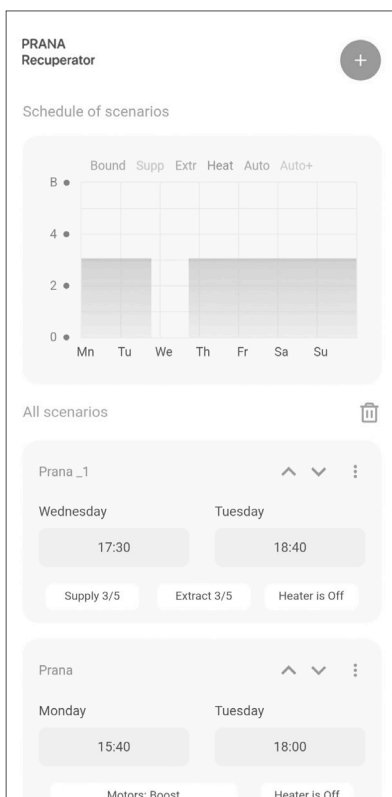 PRANA
Recuperator
+
Schedule of scenarios
Bound Supp Extr Heat Auto Auto+
B
4
2
0
Mn Tu We Th Fr Sa Su
All scenarios
Prana _1
Wednesday Tuesday
17:30 18:40
Supply 3/5 Extract 3/5 Heater is Off
Prana
Monday Tuesday
15:40 18:00
Motors: Boost Heater is Off